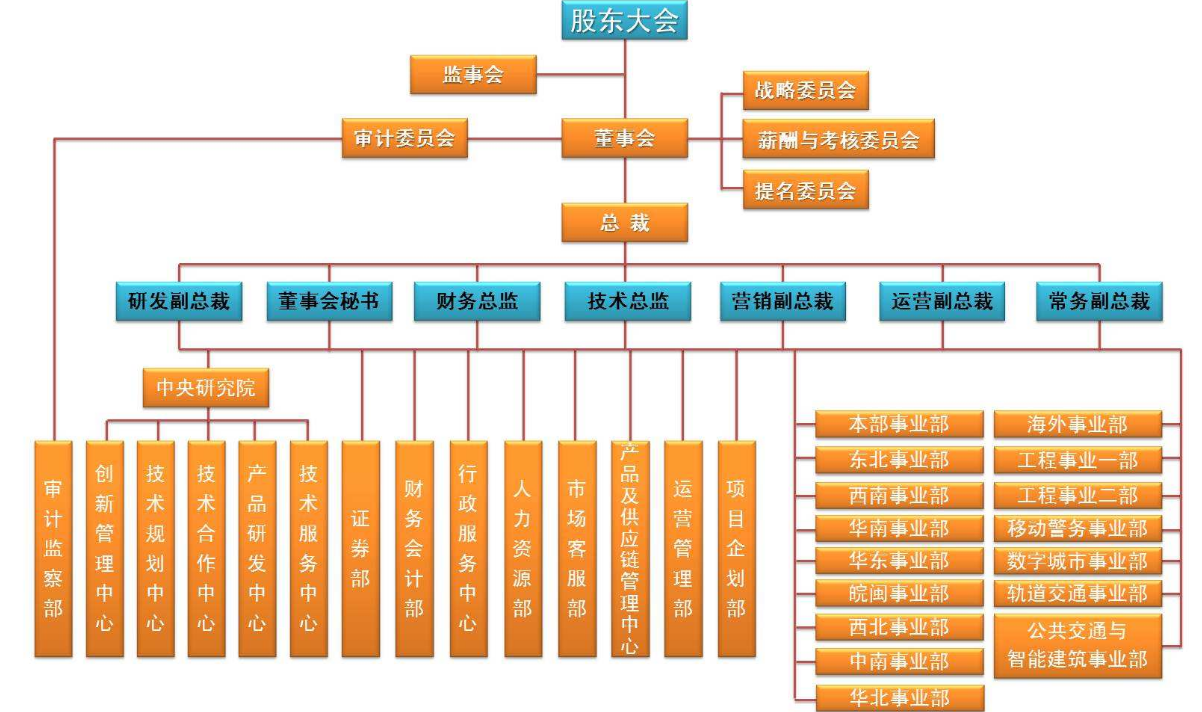 股东大会
监事会
战略委员会
审计委员会
董事会
薪酬与考核委员会
提名委员会
总 裁
研发副总裁
董事会秘书
财务总监
技术总监
营销副总裁
运营副总裁
常务副总裁
中央研究院
审计监察部
创新管理中心
技术规划中心
技术合作中心
产品研发中心
技术服务中心
证券部
财务会计部
行政服务中心
人力资源部
市场客服部
产品及供应链管理中心
运营管理部
项目企划部
本部事业部
东北事业部
西南事业部
华南事业部
华东事业部
皖闽事业部
西北事业部
中南事业部
华北事业部
海外事业部
工程事业一部
工程事业二部
移动警务事业部
数字城市事业部
轨道交通事业部
公共交通与
智能建筑事业部